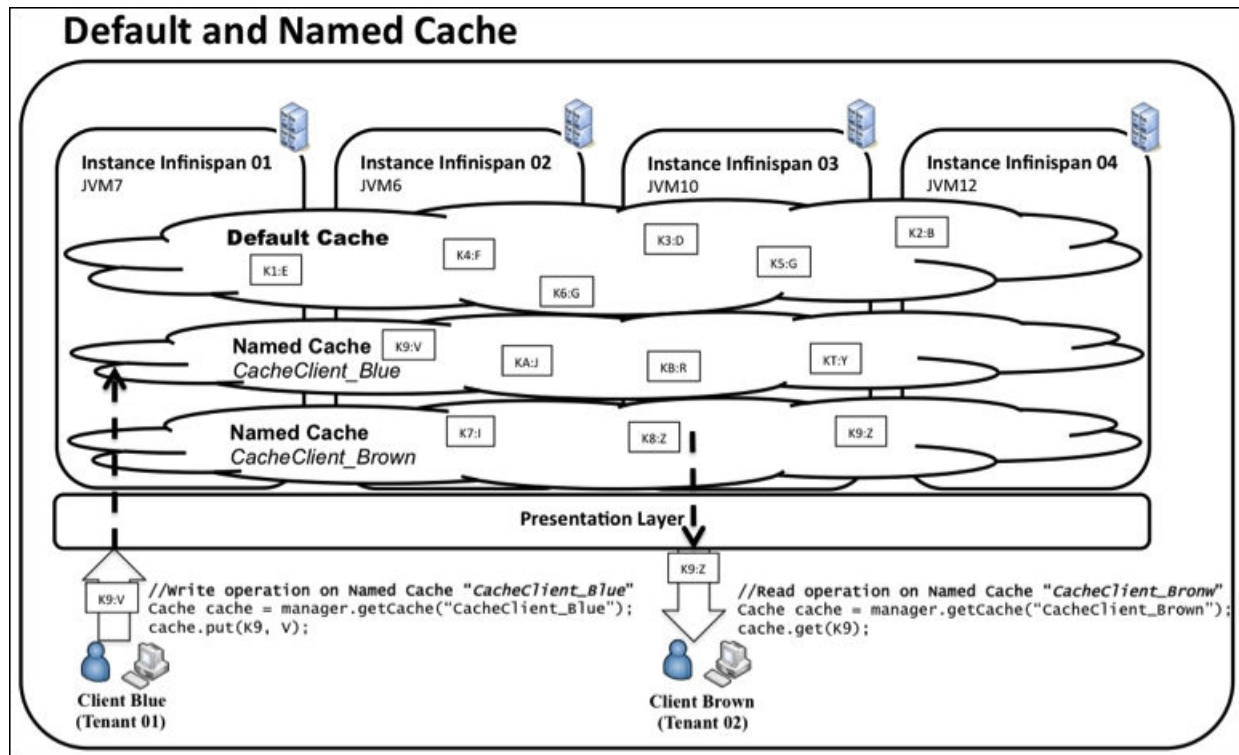 Default and Named Cache
Instance Infinispan 01
JVM7
Instance Infinispan 02
JVM6
Instance Infinispan 03
JVM10
Instance Infinispan 04
JVM12
Default Cache
K1:E
K4:F
K6:G
K3:D
K5:G
K2:B
Named Cache
CacheClient_Blue
K9:V
KA:J
KB:R
KT:Y
Named Cache
CacheClient_Brown
K7:I
K8:Z
K9:Z
Presentation Layer
K9:V
//Write operation on Named Cache "CacheClient_Blue"
Cache cache = manager.getCache("CacheClient_Blue");
cache.put(K9, V);
Client Blue
(Tenant 01)
K9:Z
//Read operation on Named Cache "CacheClient_Bronw"
Cache cache = manager.getCache("CacheClient_Brown");
cache.get(K9);
Client Brown
(Tenant 02)